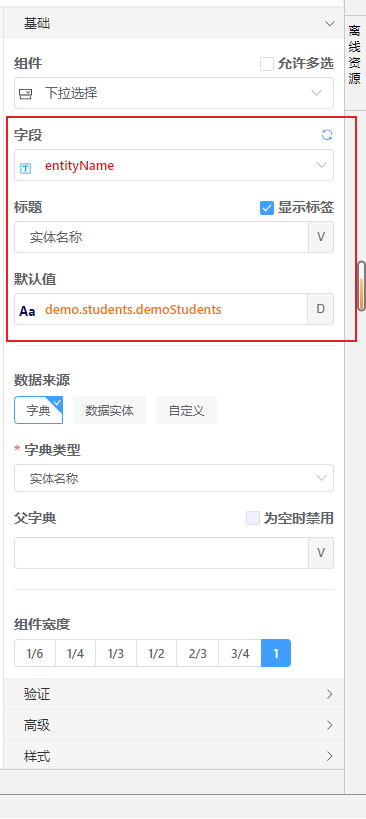 基础
组件 允许多选
下拉选择
字段
T entityName
标题 显示标签
实体名称 V
默认值
Aa demo.students.demoStudents D
数据来源
字典 数据实体 自定义
* 字典类型
实体名称
父字典 为空时禁用
V
组件宽度
1/6 1/4 1/3 1/2 2/3 3/4 1
验证
高级
样式
离
线
资
源